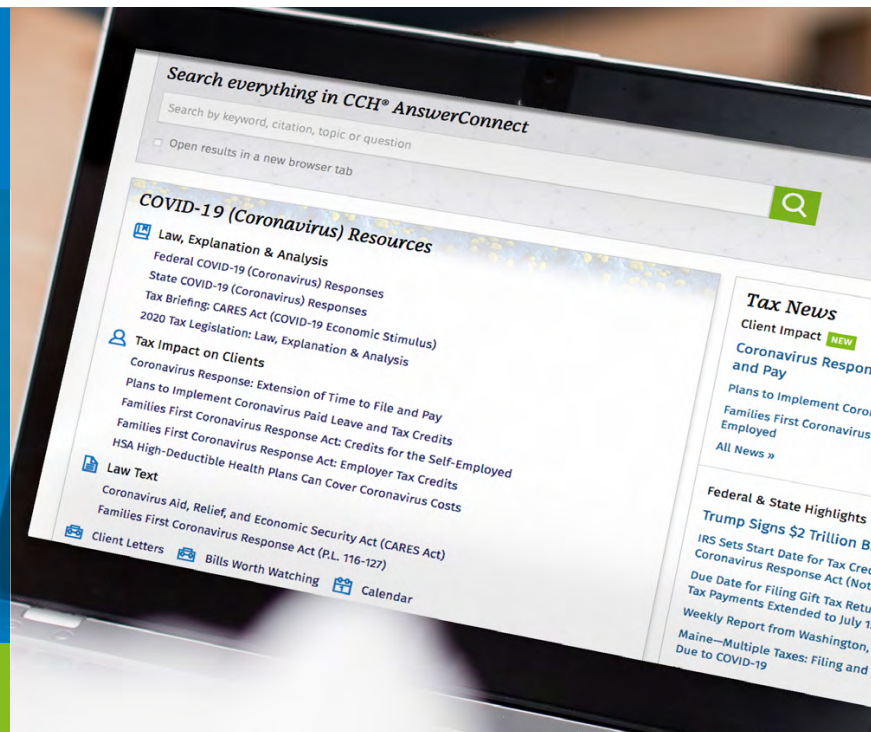 Search everything in CCH® AnswerConnect
Search by keyword, citation, topic or question
Open results in a new browser tab
COVID-19 (Coronavirus) Resources
Law, Explanation & Analysis
Federal COVID-19 (Coronavirus) Responses
State COVID-19 (Coronavirus) Responses
Tax Briefing: CARES Act (COVID-19 Economic Stimulus)
2020 Tax Legislation: Law, Explanation & Analysis
Tax Impact on Clients
Coronavirus Response: Extension of Time to File and Pay
Plans to Implement Coronavirus Paid Leave and Tax Credits
Families First Coronavirus Response Act: Credits for the Self-Employed
Families First Coronavirus Response Act: Employer Tax Credits
HSA High-Deductible Health Plans Can Cover Coronavirus Costs
Law Text
Coronavirus Aid, Relief, and Economic Security Act (CARES Act)
Families First Coronavirus Response Act (P.L. 116-127)
Client Letters Bills Worth Watching Calendar
Tax News
Client Impact NEW
Coronavirus Respon
and Pay
Plans to Implement Coron
Families First Coronavirus
Employed
All News »
Federal & State Highlights
Trump Signs $2 Trillion B
IRS Sets Start Date for Tax Cred
Coronavirus Response Act (Not
Due Date for Filing Gift Tax Retu
Tax Payments Extended to July 1
Weekly Report from Washington,
Maine—Multiple Taxes: Filing and
Due to COVID-19